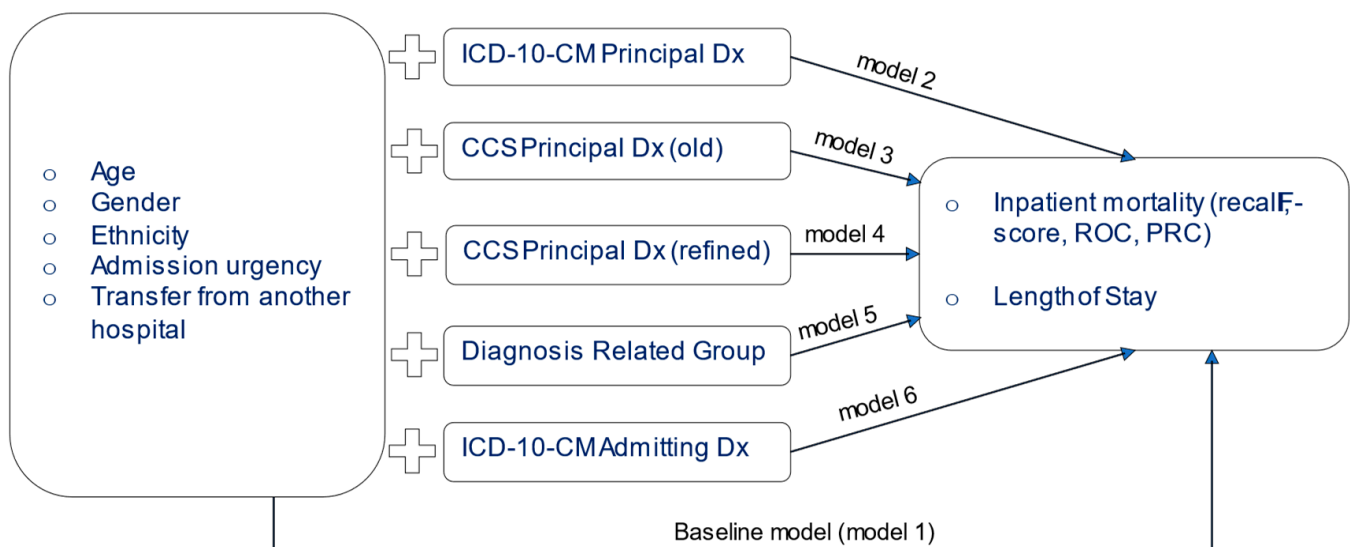 Age
Gender
Ethnicity
Admission urgency
Transfer from another
hospital
ICD-10-CM Principal Dx
CCS Principal Dx (old)
CCS Principal Dx (refined)
Diagnosis Related Group
ICD-10-CM Admitting Dx
model 2
model 3
model 4
model 5
model 6
Inpatient mortality (recall, F-
score, ROC, PRC)
Length of Stay
Baseline model (model 1)